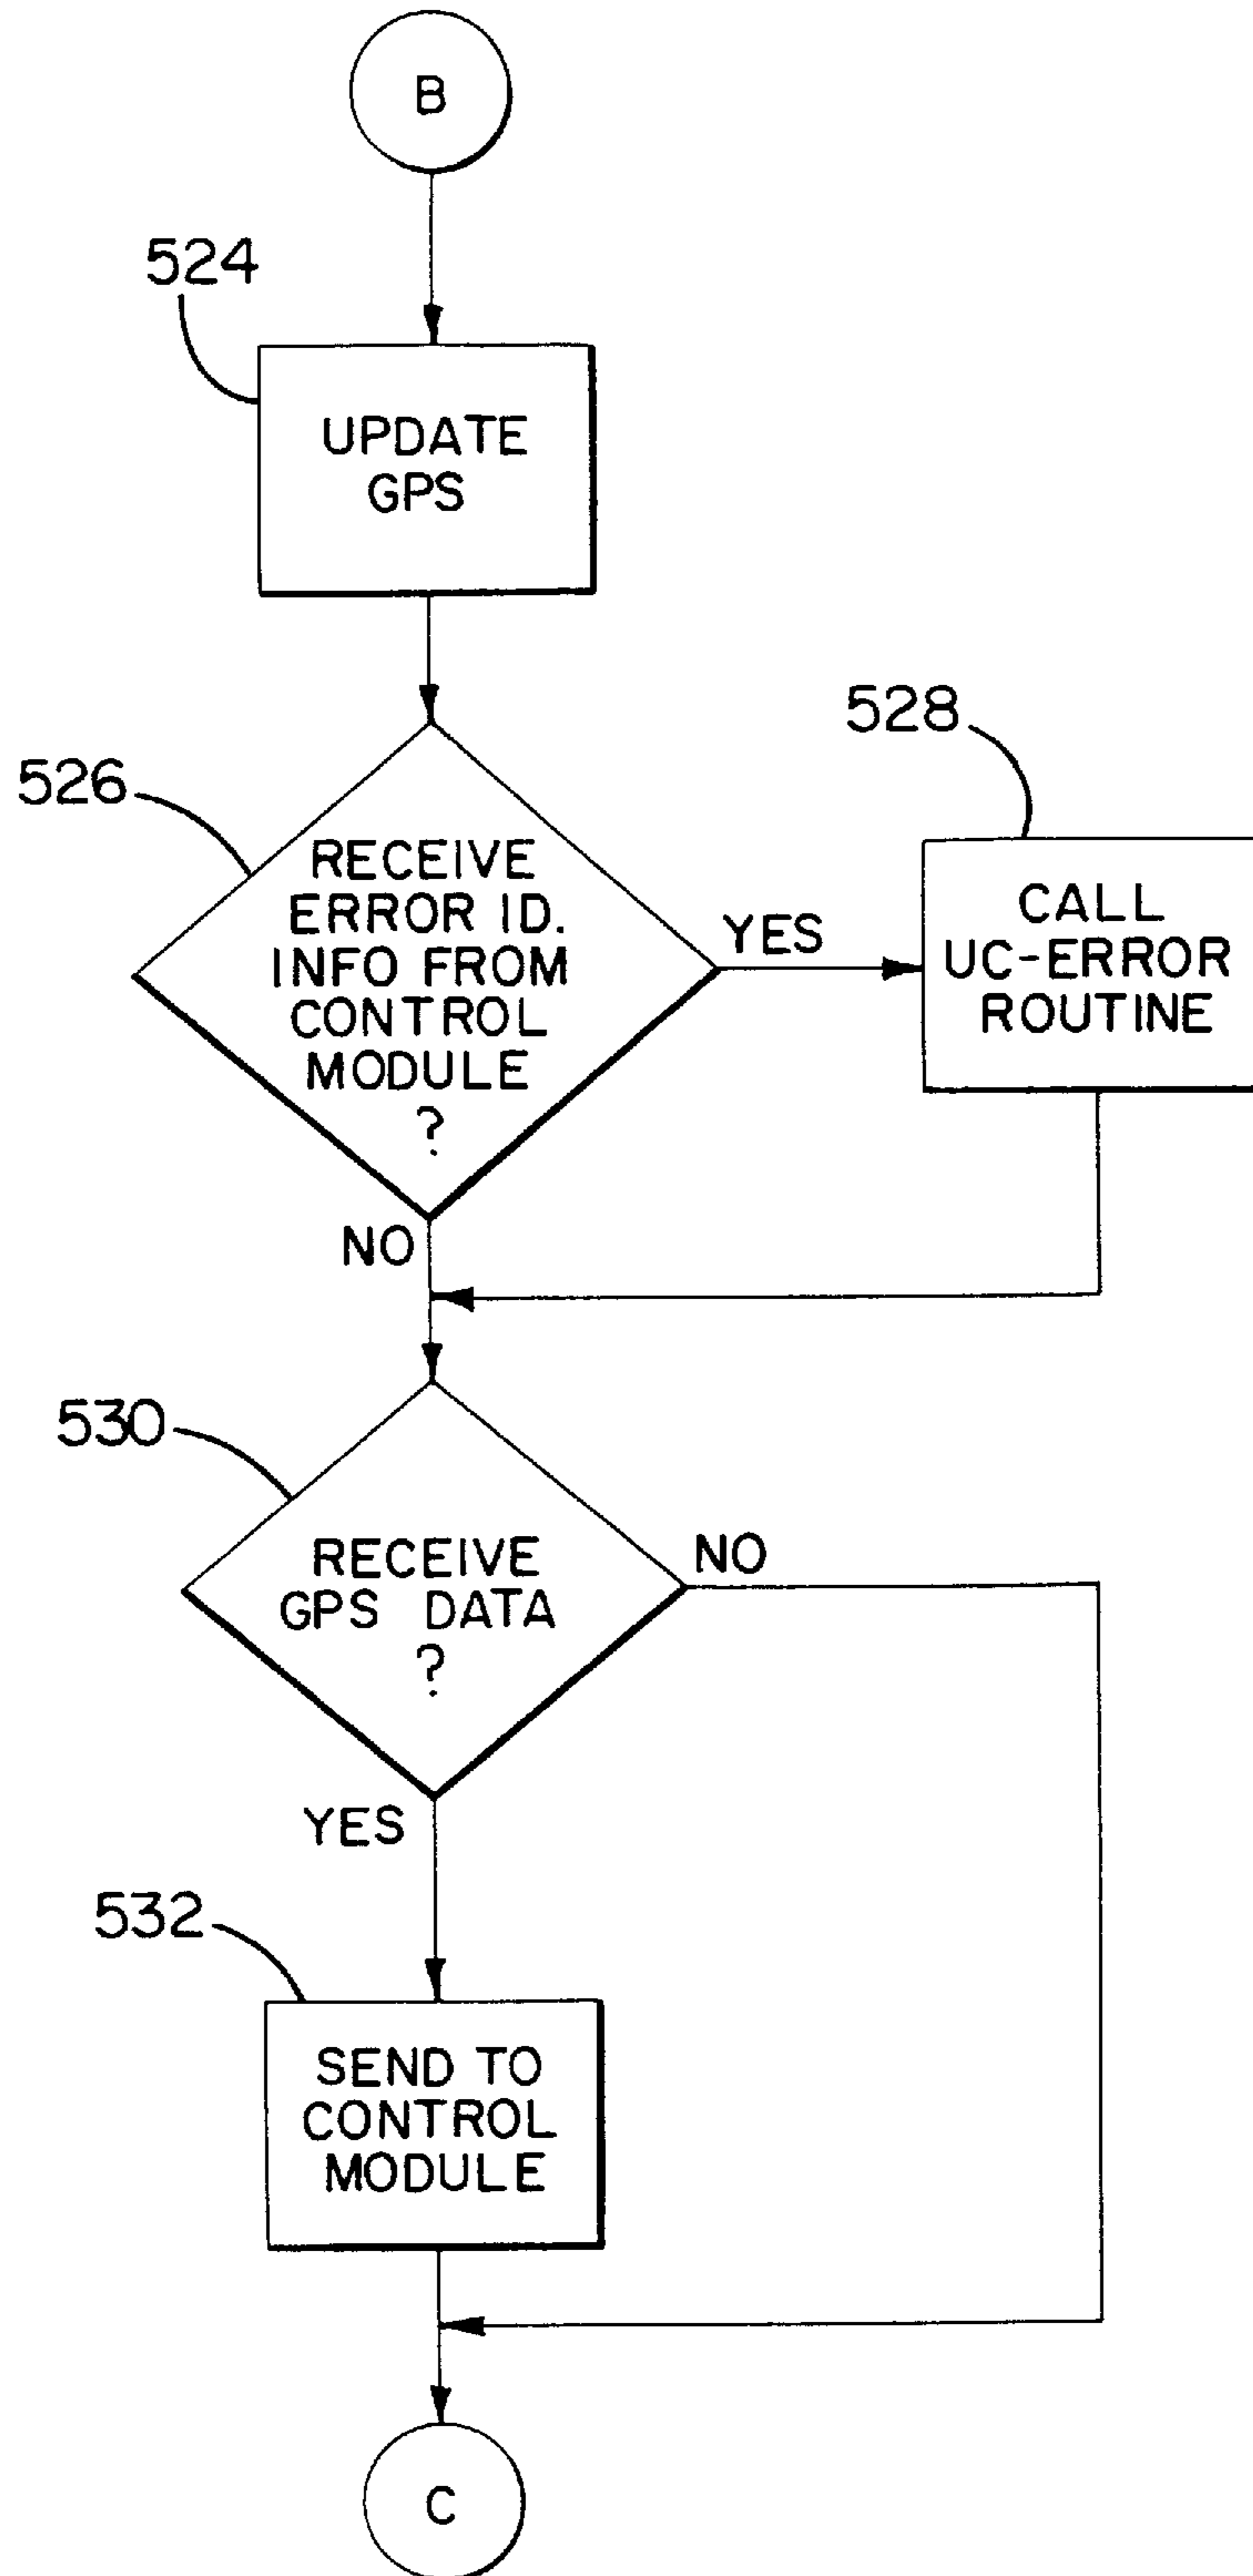 B
524
UPDATE
GPS
526
RECEIVE
ERROR ID.
INFO FROM
CONTROL
MODULE
?
YES
528
CALL
UC-ERROR
ROUTINE
NO
530
RECEIVE
GPS DATA
?
NO
YES
532
SEND TO
CONTROL
MODULE
C